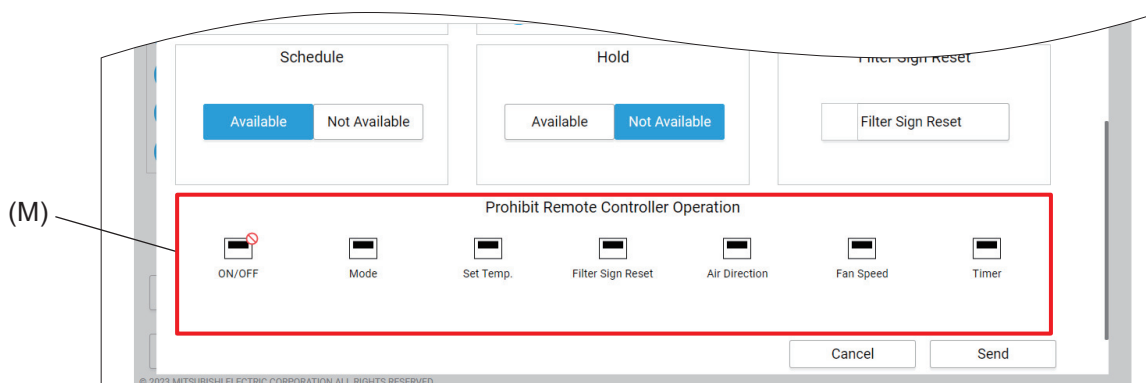 Schedule
Hold
Filter Sign Reset
Available
Not Available
Available
Not Available
Filter Sign Reset
(M)
Prohibit Remote Controller Operation
ON/OFF
Mode
Set Temp.
Filter Sign Reset
Air Direction
Fan Speed
Timer
Cancel
Send
© 2023 MITSUBISHI ELECTRIC CORPORATION ALL RIGHTS RESERVED